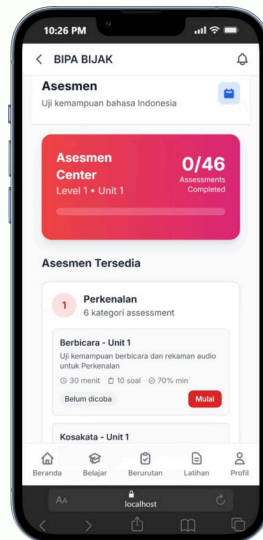 10:26 PM
BIPA BIJAK
Asesmen
Uji kemampuan bahasa Indonesia
Asesmen
Center
Level 1 • Unit 1
0/46
Assessments
Completed
Asesmen Tersedia
1
Perkenalan
6 kategori assessment
Berbicara - Unit 1
Uji kemampuan berbicara dan rekaman audio
untuk Perkenalan
30 menit 10 soal 70% min
Belum dicoba
Mulai
Kosakata - Unit 1
Beranda Belajar Berurutan Latihan Profil
AA
localhost